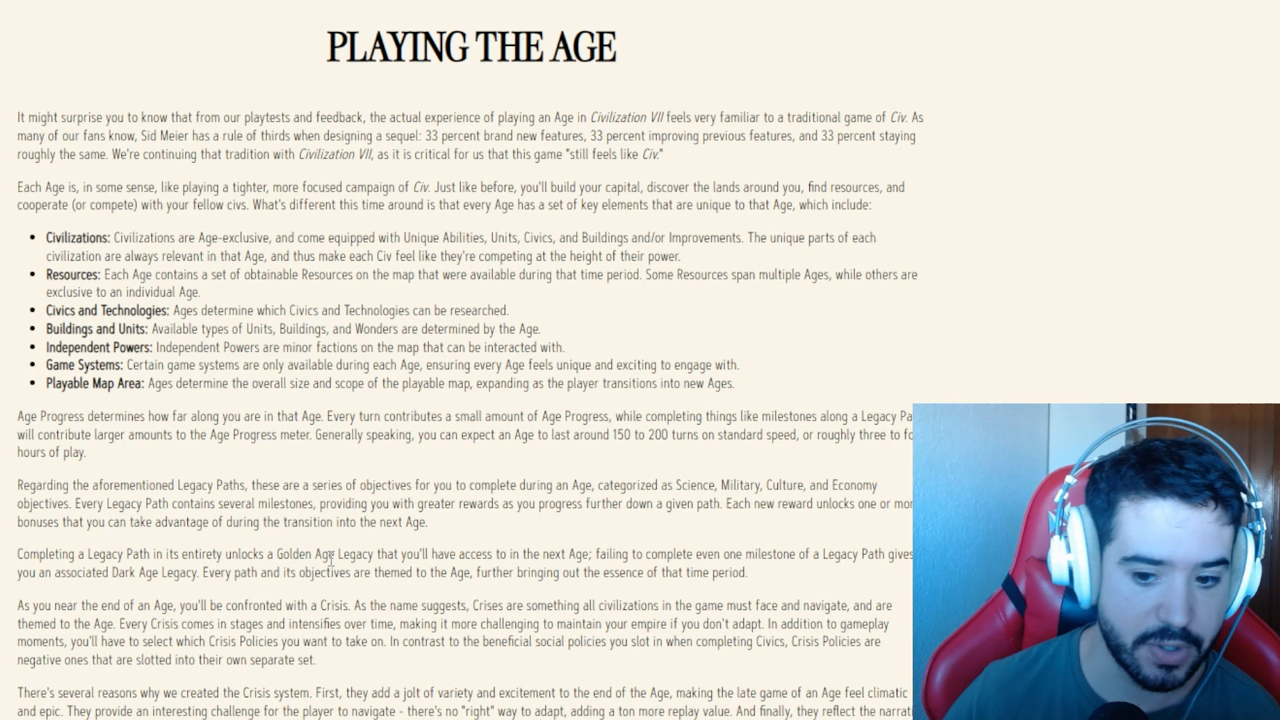 PLAYING THE AGE
It might surprise you to know that from our playtests and feedback, the actual experience of playing an Age in Civilization VII feels very familiar to a traditional game of Civ. As
many of our fans know, Sid Meier has a rule of thirds when designing a sequel: 33 percent brand new features, 33 percent improving previous features, and 33 percent staying
roughly the same. We're continuing that tradition with Civilization VII, as it is critical for us that this game "still feels like Civ."
Each Age is, in some sense, like playing a tighter, more focused campaign of Civ. Just like before, you'll build your capital, discover the lands around you, find resources, and
cooperate (or compete) with your fellow civs. What's different this time around is that every Age has a set of key elements that are unique to that Age, which include:
• Civilizations: Civilizations are Age-exclusive, and come equipped with Unique Abilities, Units, Civics, and Buildings and/or Improvements. The unique parts of each
civilization are always relevant in that Age, and thus make each Civ feel like they're competing at the height of their power.
• Resources: Each Age contains a set of obtainable Resources on the map that were available during that time period. Some Resources span multiple Ages, while others are
exclusive to an individual Age.
• Civics and Technologies: Ages determine which Civics and Technologies can be researched.
• Buildings and Units: Available types of Units, Buildings, and Wonders are determined by the Age.
• Independent Powers: Independent Powers are minor factions on the map that can be interacted with.
• Game Systems: Certain game systems are only available during each Age, ensuring every Age feels unique and exciting to engage with.
• Playable Map Area: Ages determine the overall size and scope of the playable map, expanding as the player transitions into new Ages.
Age Progress determines how far along you are in that Age. Every turn contributes a small amount of Age Progress, while completing things like milestones along a Legacy
will contribute larger amounts to the Age Progress meter. Generally speaking, you can expect an Age to last around 150 to 200 turns on standard speed, or roughly three to
hours of play.
Regarding the aforementioned Legacy Paths, these are a series of objectives for you to complete during an Age, categorized as Science, Military, Culture, and Economy
objectives. Every Legacy Path contains several milestones, providing you with greater rewards as you progress further down a given path. Each new reward unlocks one or
bonuses that you can take advantage of during the transition into the next Age.
Completing a Legacy Path in its entirety unlocks a Golden Age Legacy that you'll have access to in the next Age; failing to complete even one milestone of a Legacy Path gives
you an associated Dark Age Legacy. Every path and its objectives are themed to the Age, further bringing out the essence of that time period.
As you near the end of an Age, you'll be confronted with a Crisis. As the name suggests, Crises are something all civilizations in the game must face and navigate, and are
themed to the Age. Every Crisis comes in stages and intensifies over time, making it more challenging to maintain your empire if you don't adapt. In addition to gameplay
moments, you'll have to select which Crisis Policies you want to take on. In contrast to the beneficial social policies you slot in when completing Civics, Crisis Policies are
negative ones that are slotted into their own separate set.
There's several reasons why we created the Crisis system. First, they add a jolt of variety and excitement to the end of the Age, making the late game of an Age feel climatic
and epic. They provide an interesting challenge for the player to navigate - there's no "right" way to adapt, adding a ton more replay value. And finally, they reflect the